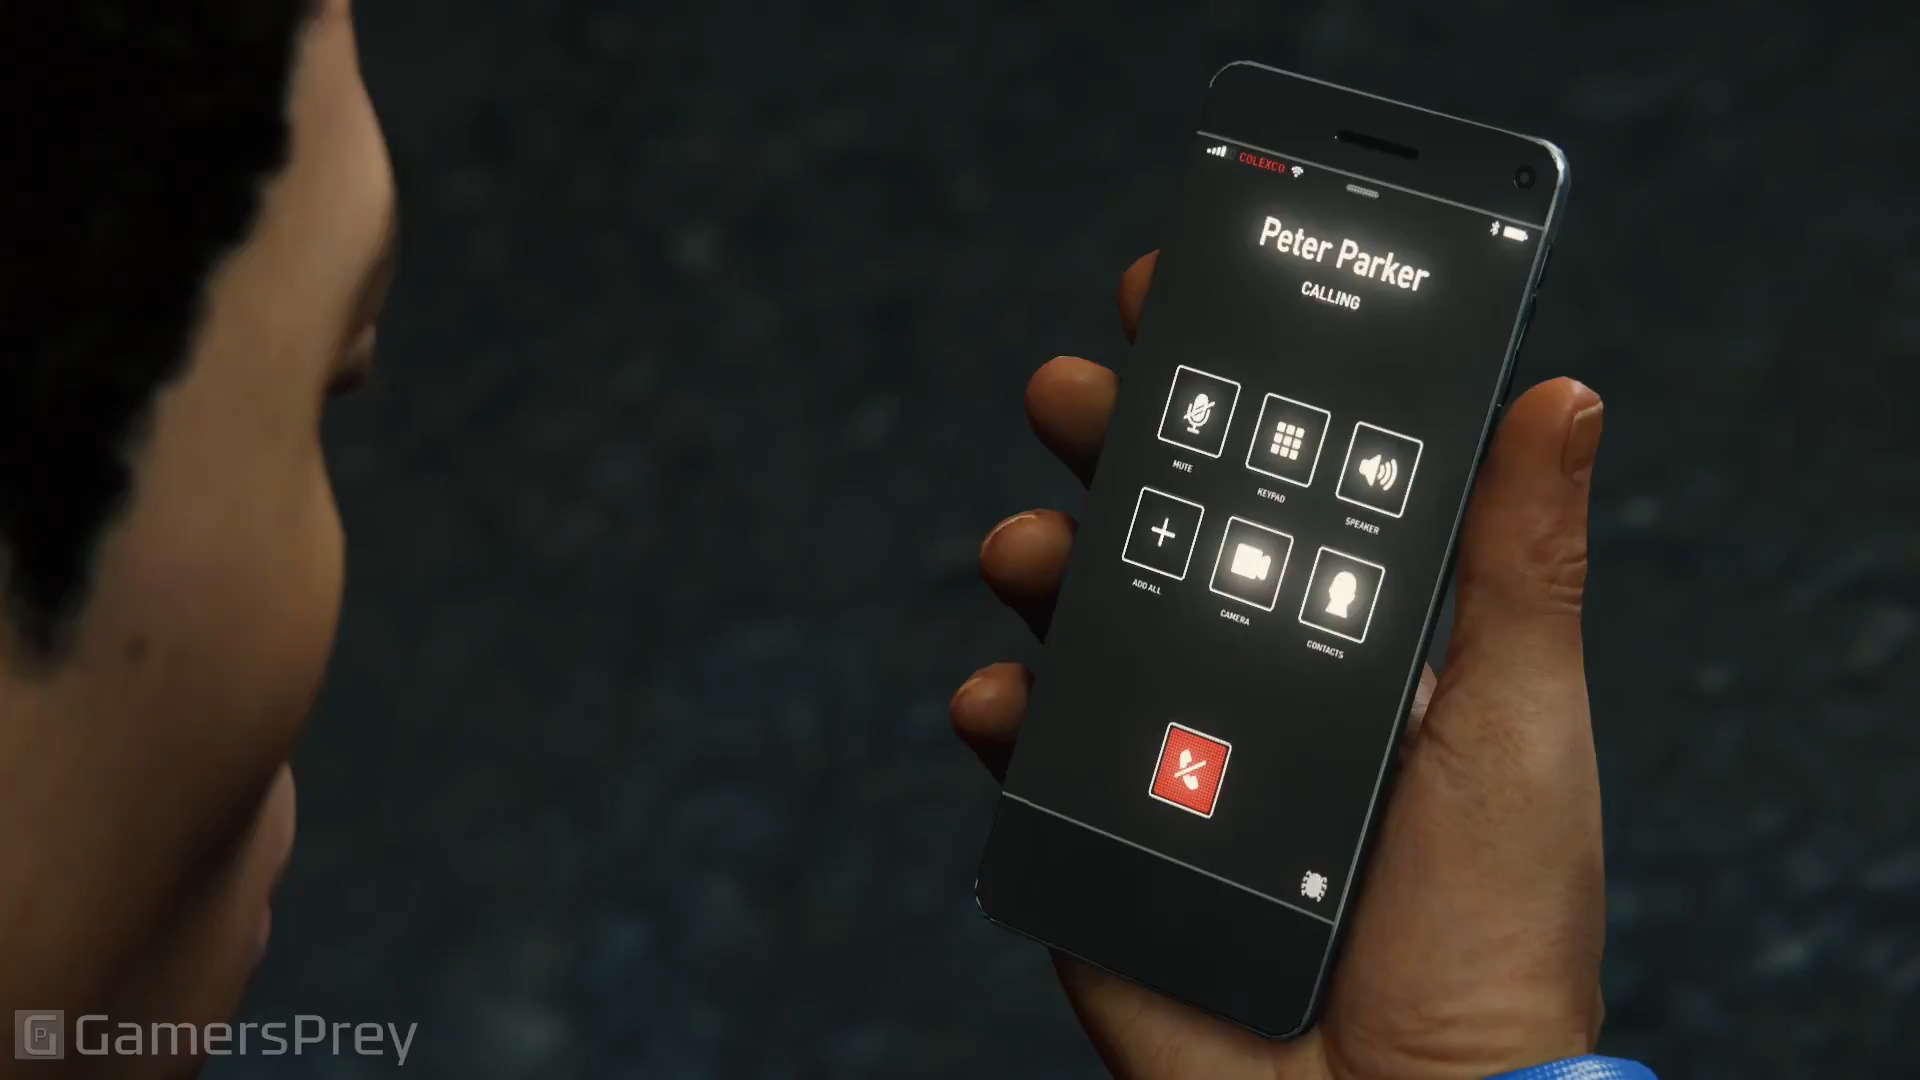 COLEXCO
Peter Parker
CALLING
MUTE
KEYPAD
SPEAKER
ADD ALL
CAMERA
CONTACTS
GamersPrey